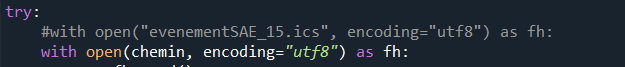 try:
    #with open("evenementSAE_15.ics", encoding="utf8") as fh:
    with open(chemin, encoding="utf8") as fh: